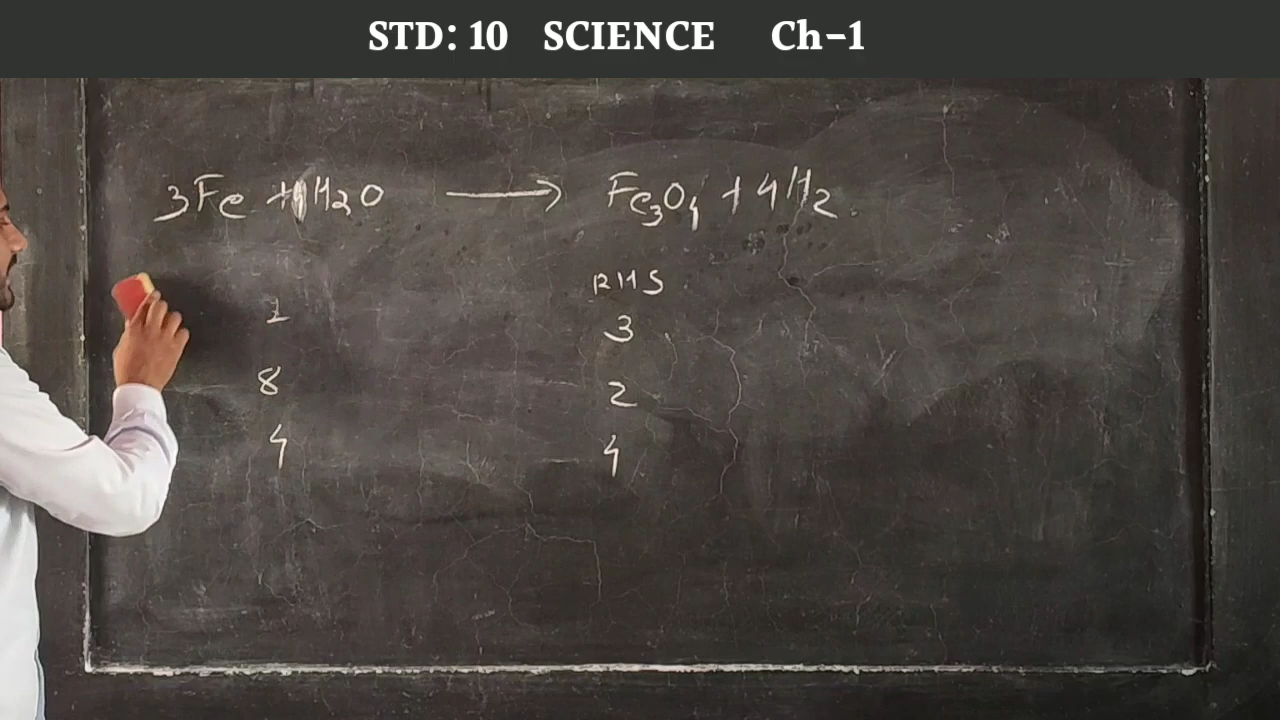 STD: 10 SCIENCE Ch-1
3Fe + 4H2O ⟶ Fe3O4 + 4H2
RHS
1 3
8 2
4 4